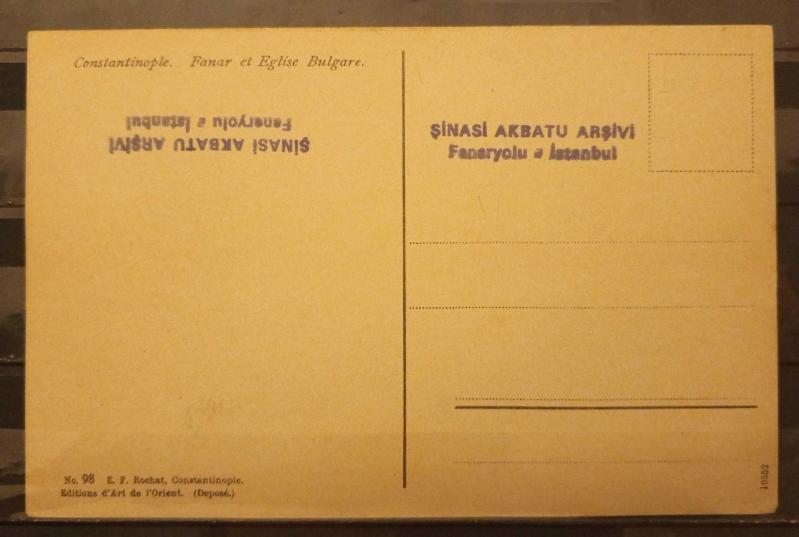 Constantinople. Fanar et Eglise Bulgare.
ŞİNASİ AKBATU ARŞİVİ
Feneryolu - İstanbul
ŞİNASİ AKBATU ARŞİVİ
Feneryolu - İstanbul
No. 98 E. F. Rochat, Constantinople.
Editions d'Art de l'Orient. (Deposé.)
10552